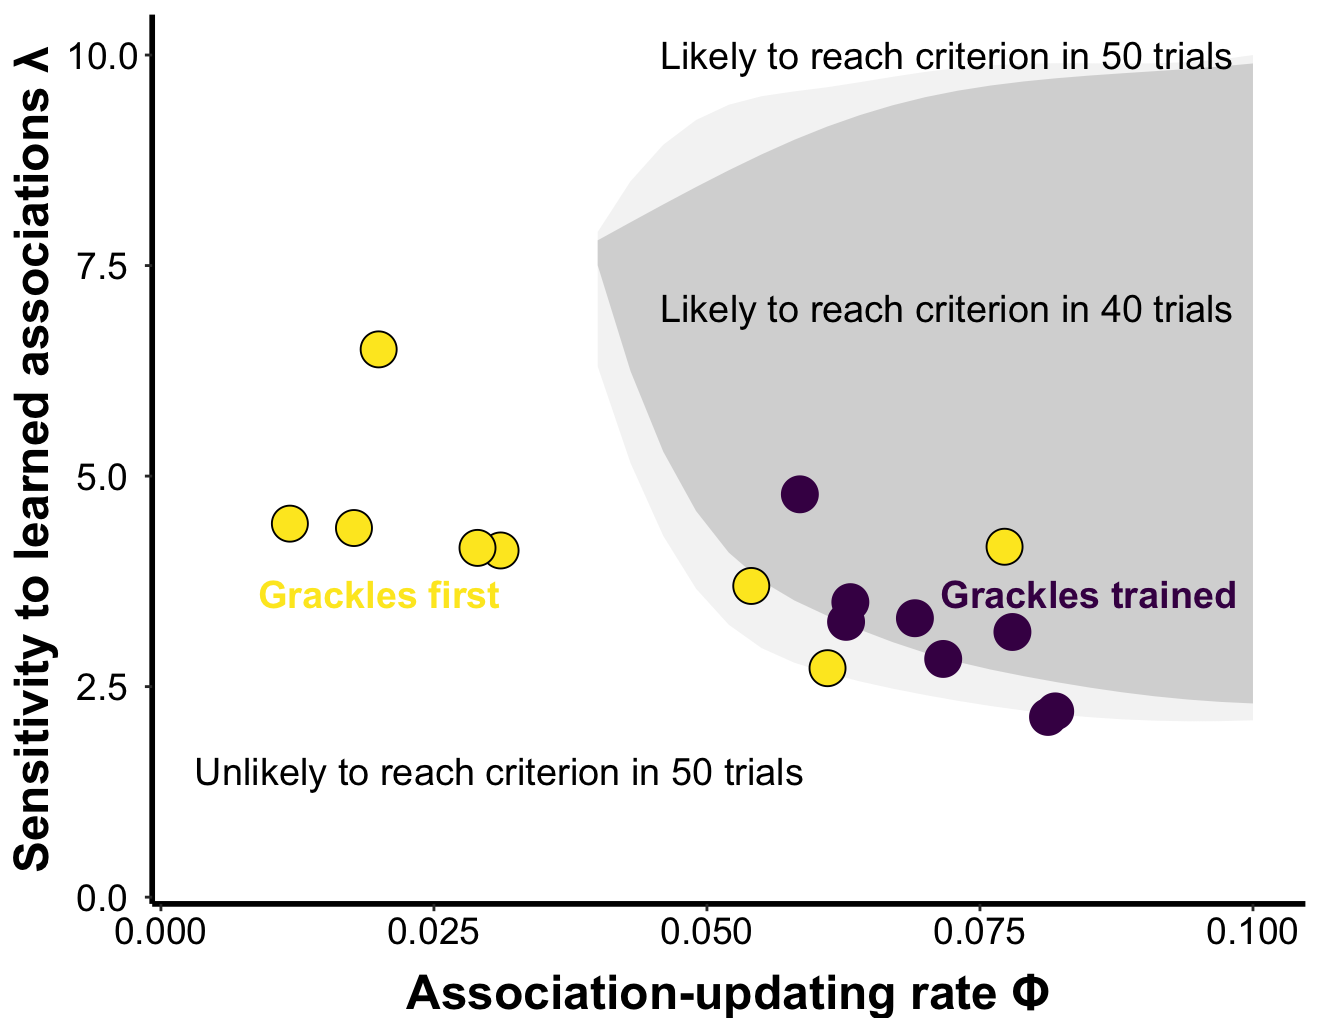 Sensitivity to learned associations λ
10.0
7.5
5.0
2.5
0.0
Likely to reach criterion in 50 trials
Likely to reach criterion in 40 trials
Grackles first
Grackles trained
Unlikely to reach criterion in 50 trials
0.000
0.025
0.050
0.075
0.100
Association-updating rate Φ